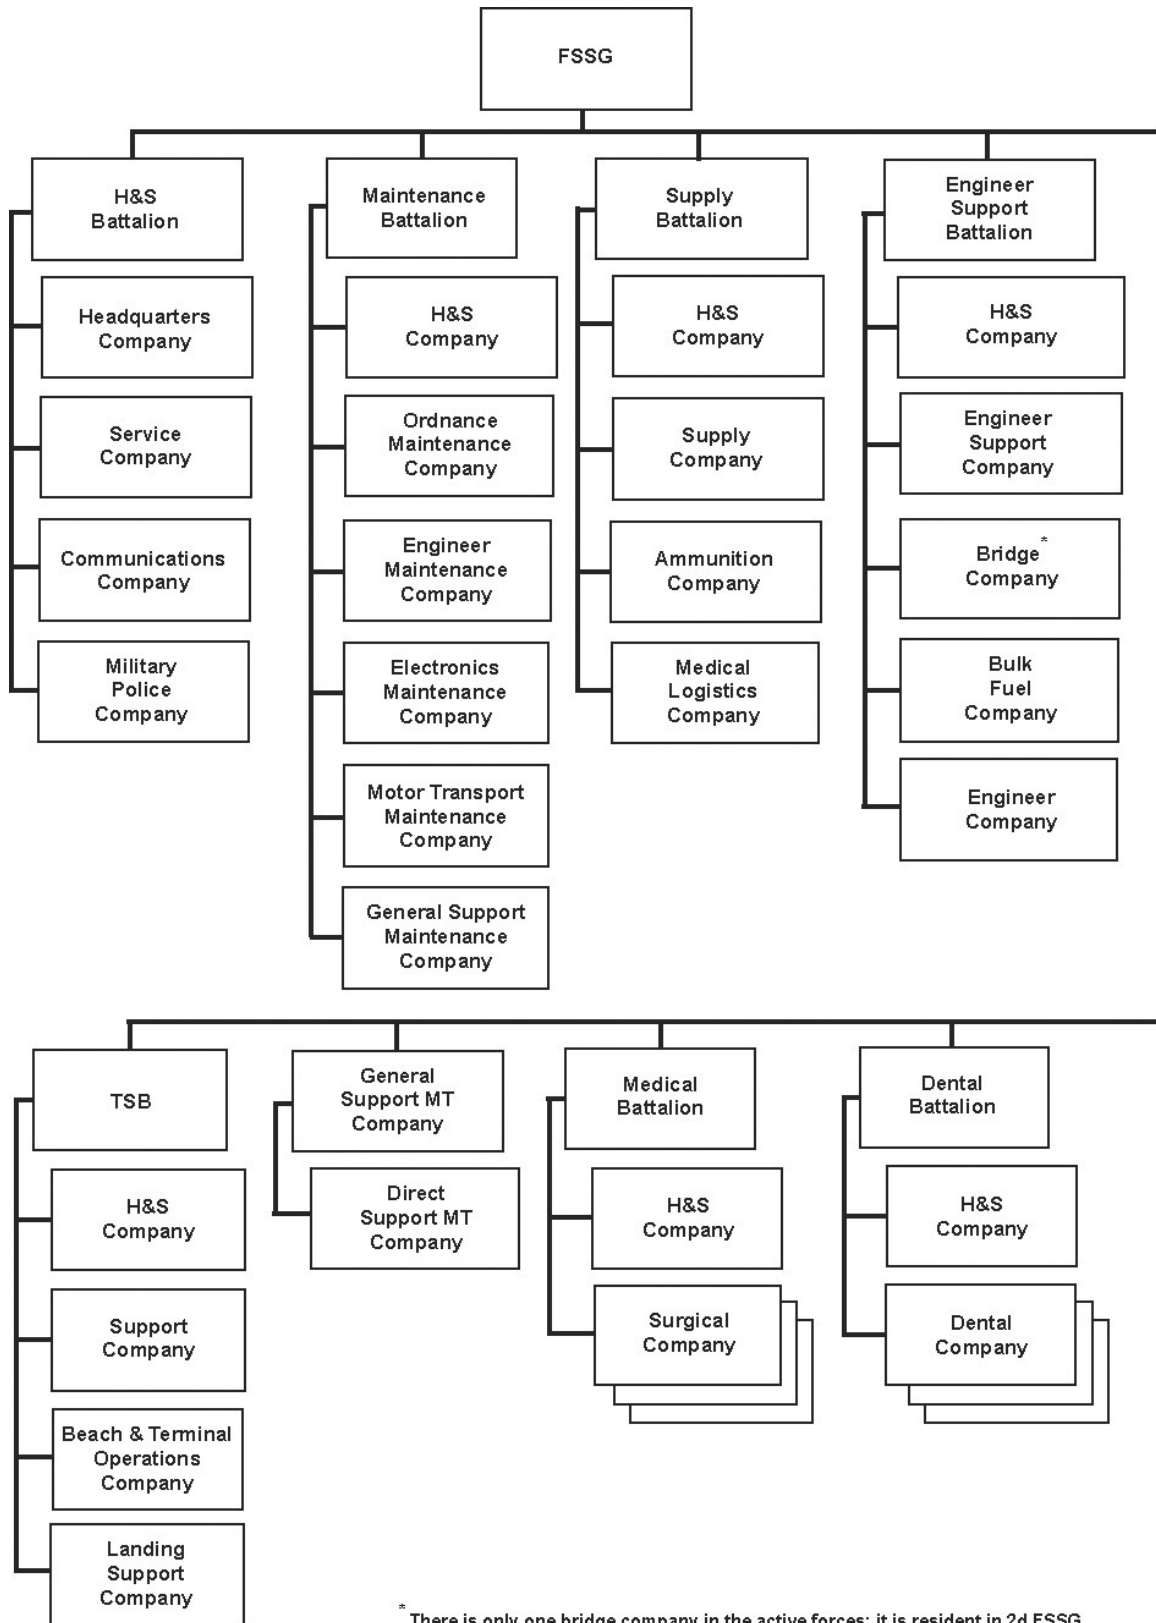 FSSG
H&S
Battalion
Headquarters
Company
Service
Company
Communications
Company
Military
Police
Company
Maintenance
Battalion
H&S
Company
Ordnance
Maintenance
Company
Engineer
Maintenance
Company
Electronics
Maintenance
Company
Motor Transport
Maintenance
Company
General Support
Maintenance
Company
Supply
Battalion
H&S
Company
Supply
Company
Ammunition
Company
Medical
Logistics
Company
Engineer
Support
Battalion
H&S
Company
Engineer
Support
Company
Bridge*
Company
Bulk
Fuel
Company
Engineer
Company
TSB
H&S
Company
Support
Company
Beach & Terminal
Operations
Company
Landing
Support
Company
General
Support MT
Company
Direct
Support MT
Company
Medical
Battalion
H&S
Company
Surgical
Company
Dental
Battalion
H&S
Company
Dental
Company
* There is only one bridge company in the active forces; it is resident in 2d FSSG